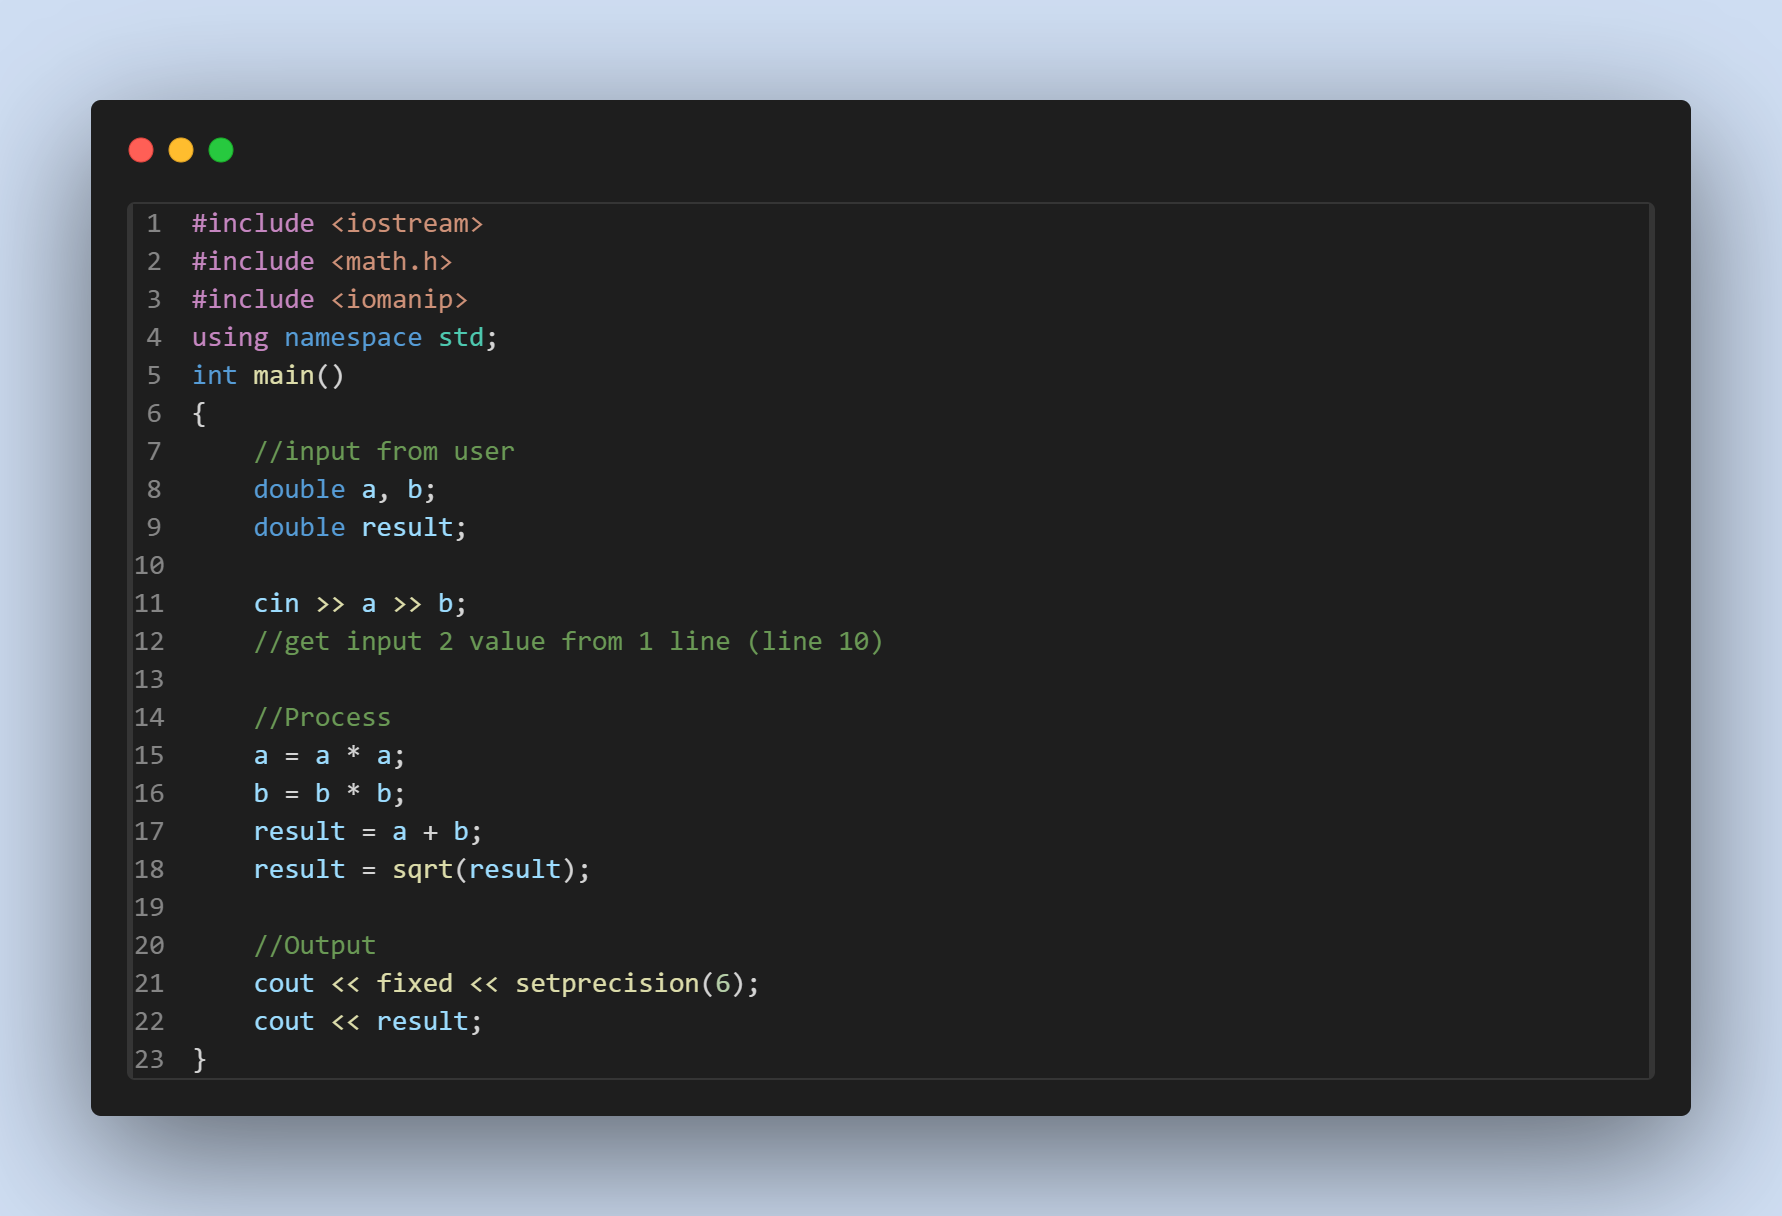 1 #include <iostream>
2 #include <math.h>
3 #include <iomanip>
4 using namespace std;
5 int main()
6 {
7     //input from user
8     double a, b;
9     double result;
10
11     cin >> a >> b;
12     //get input 2 value from 1 line (line 10)
13
14     //Process
15     a = a * a;
16     b = b * b;
17     result = a + b;
18     result = sqrt(result);
19
20     //Output
21     cout << fixed << setprecision(6);
22     cout << result;
23 }